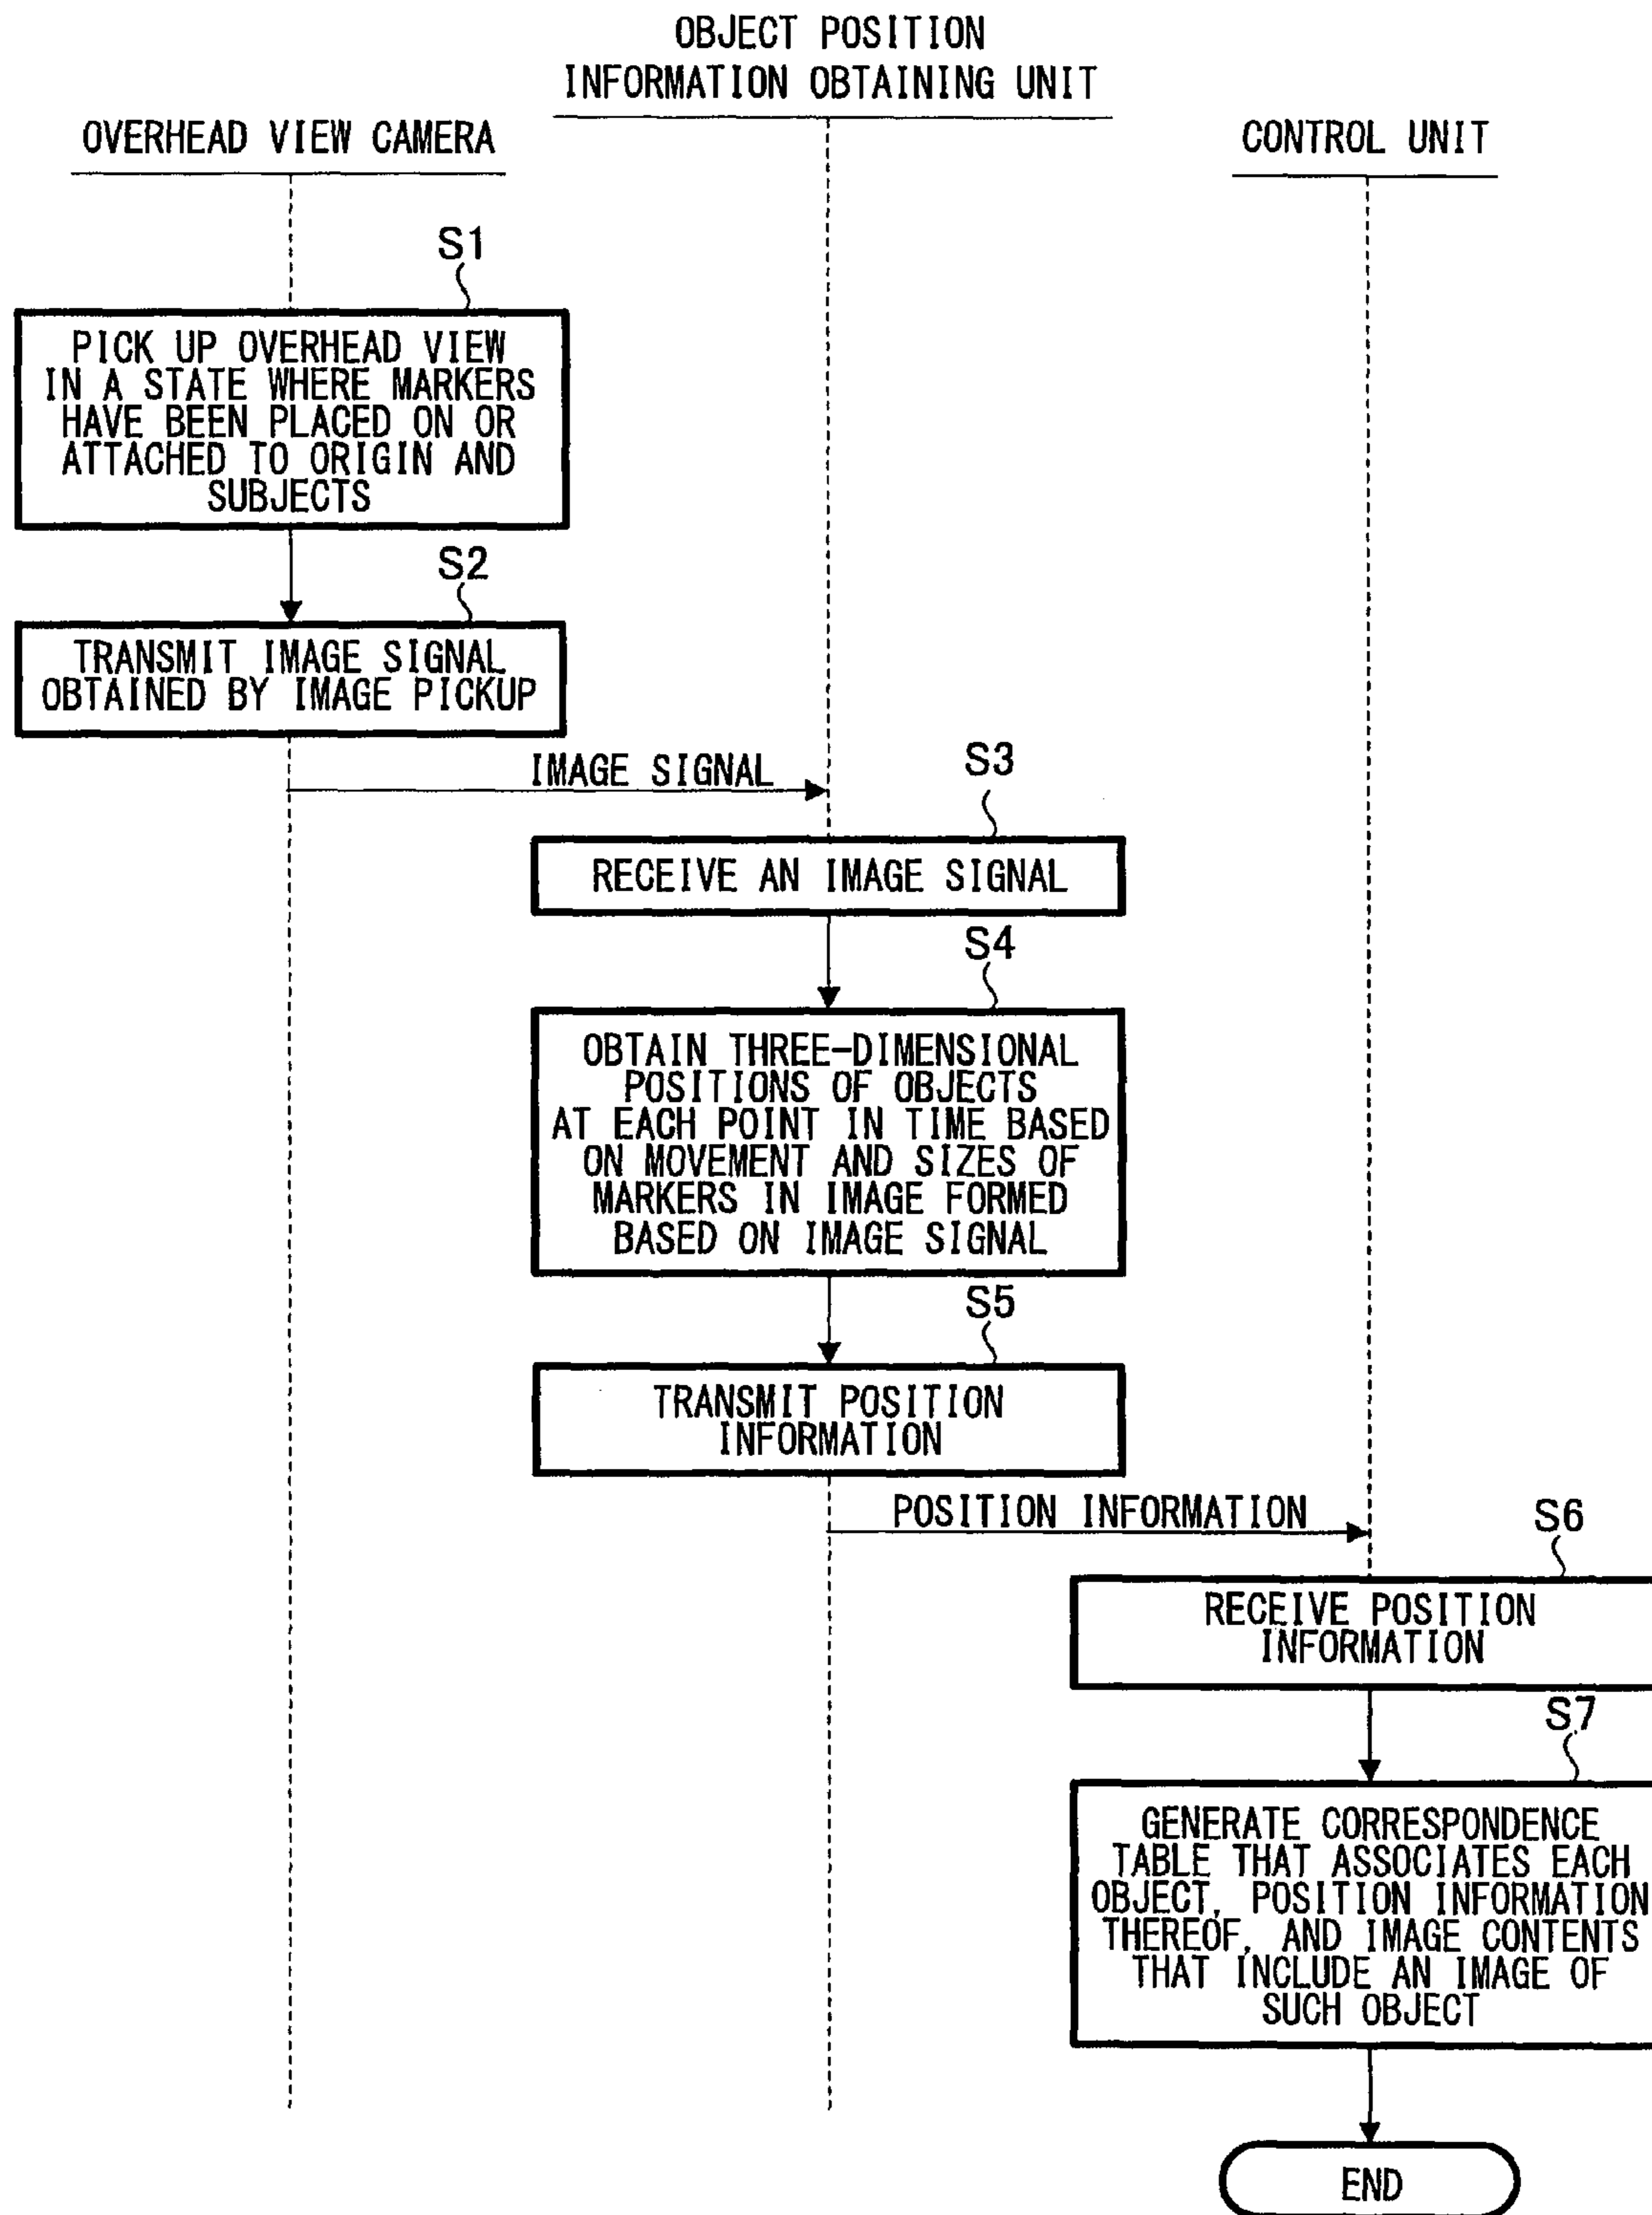 OBJECT POSITION
INFORMATION OBTAINING UNIT
OVERHEAD VIEW CAMERA
CONTROL UNIT
S1
PICK UP OVERHEAD VIEW
IN A STATE WHERE MARKERS
HAVE BEEN PLACED ON OR
ATTACHED TO ORIGIN AND
SUBJECTS
S2
TRANSMIT IMAGE SIGNAL
OBTAINED BY IMAGE PICKUP
IMAGE SIGNAL
S3
RECEIVE AN IMAGE SIGNAL
S4
OBTAIN THREE-DIMENSIONAL
POSITIONS OF OBJECTS
AT EACH POINT IN TIME BASED
ON MOVEMENT AND SIZES OF
MARKERS IN IMAGE FORMED
BASED ON IMAGE SIGNAL
S5
TRANSMIT POSITION
INFORMATION
POSITION INFORMATION
S6
RECEIVE POSITION
INFORMATION
S7
GENERATE CORRESPONDENCE
TABLE THAT ASSOCIATES EACH
OBJECT, POSITION INFORMATION
THEREOF, AND IMAGE CONTENTS
THAT INCLUDE AN IMAGE OF
SUCH OBJECT
END